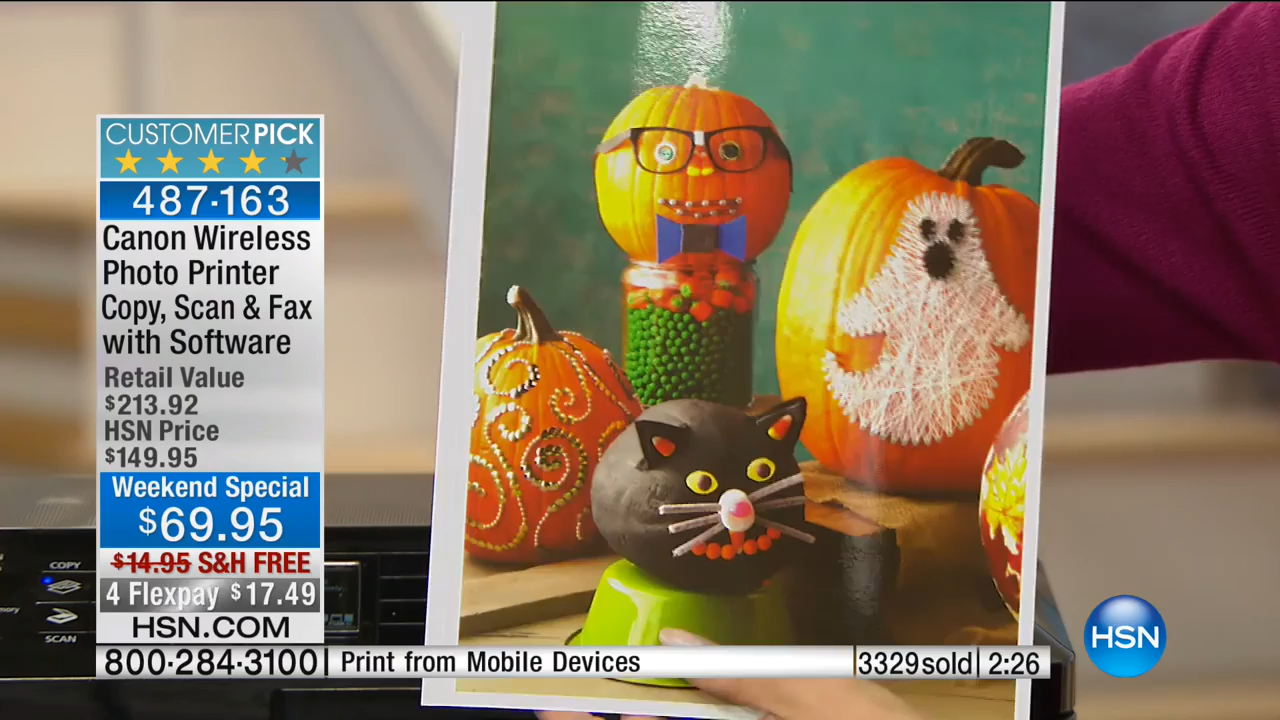 CUSTOMERPICK
487·163
Canon Wireless
Photo Printer
Copy, Scan & Fax
with Software
Retail Value
$213.92
HSN Price
$149.95
Weekend Special
$69.95
$14.95 S&H FREE
4 Flexpay $17.49
HSN.COM
800·284·3100
Print from Mobile Devices
3329sold
2:26
HSN
COPY
SCAN